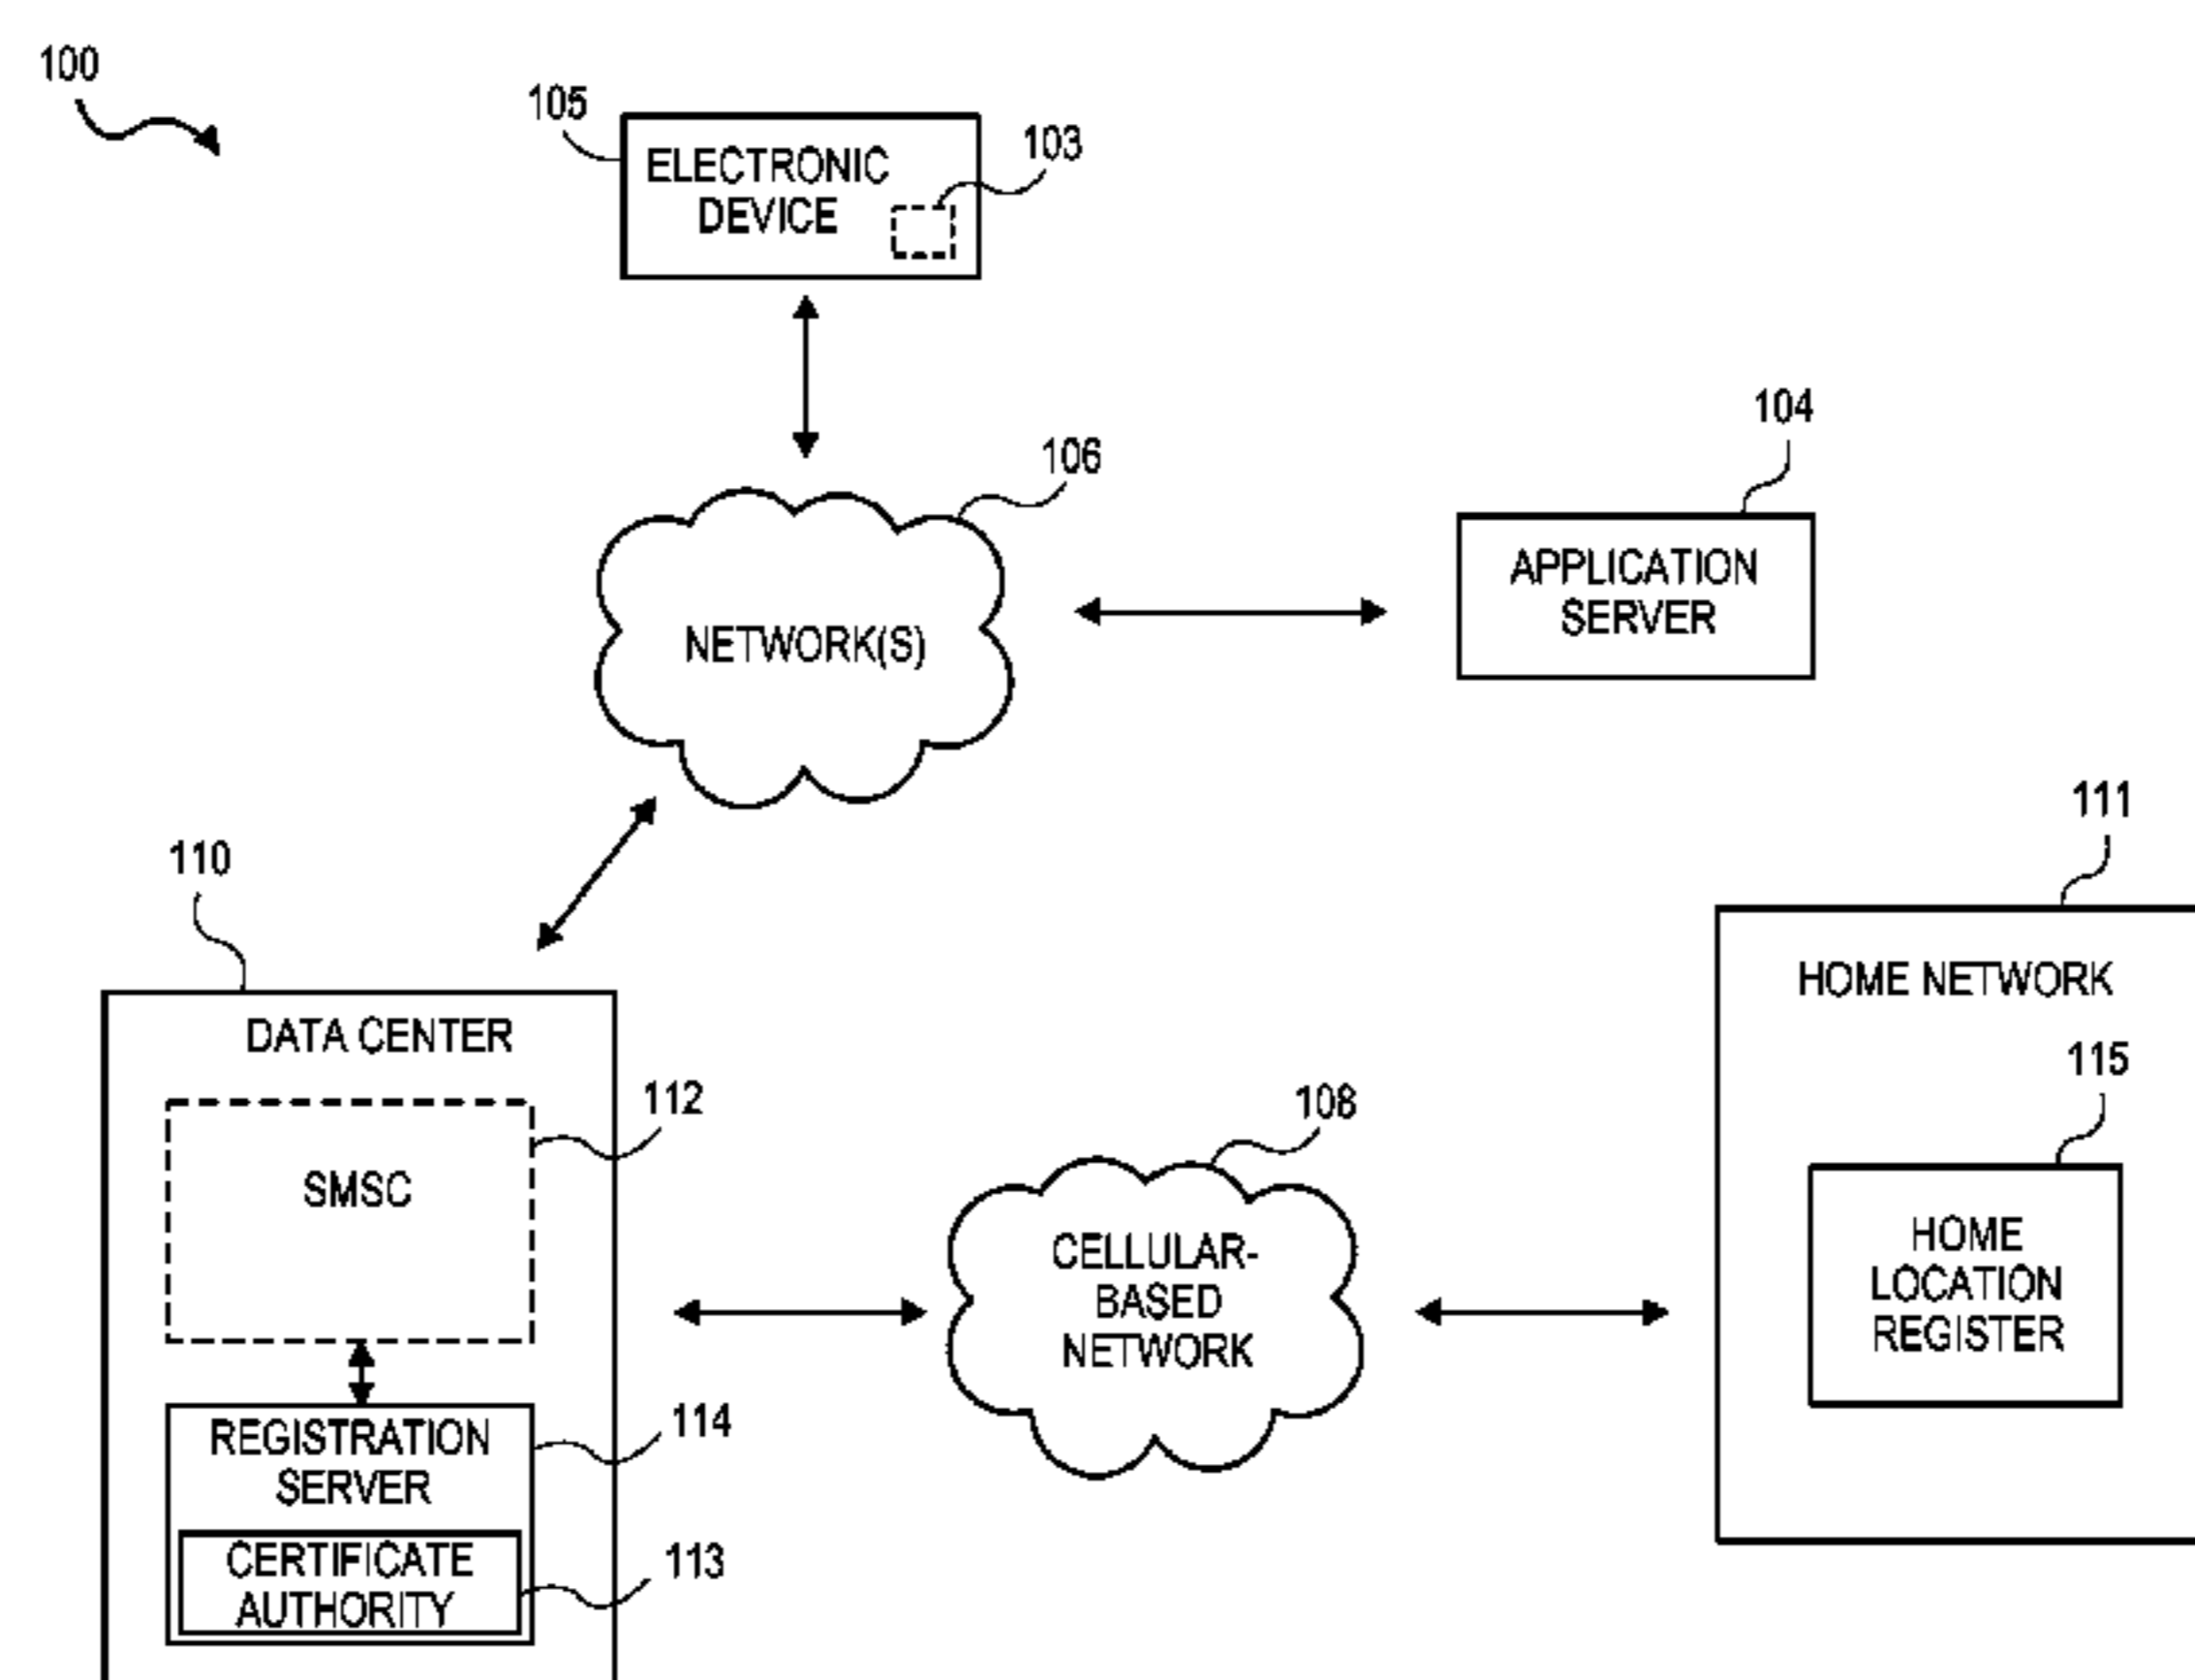 100
105
ELECTRONIC
DEVICE
103
106
NETWORK(S)
104
APPLICATION
SERVER
110
DATA CENTER
112
SMSC
REGISTRATION
SERVER
114
CERTIFICATE
AUTHORITY
113
108
CELLULAR-
BASED
NETWORK
111
HOME NETWORK
115
HOME
LOCATION
REGISTER